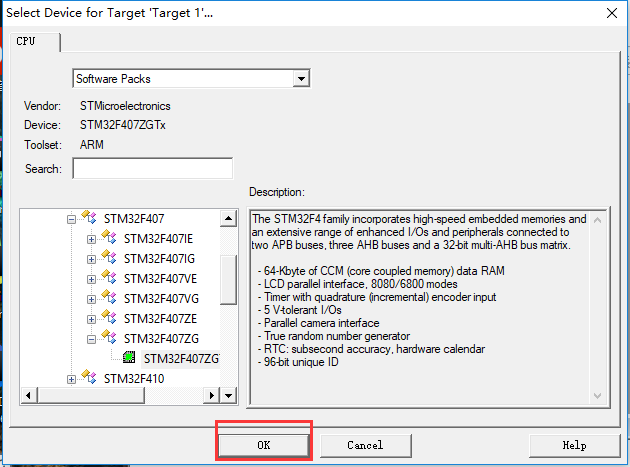 Select Device for Target 'Target 1'...
CPU
Software Packs
Vendor: STMicroelectronics
Device: STM32F407ZGTx
Toolset: ARM
Search:
Description:
STM32F407
STM32F407IE
STM32F407IG
STM32F407VE
STM32F407VG
STM32F407ZE
STM32F407ZG
STM32F407ZG
STM32F410
The STM32F4 family incorporates high-speed embedded memories and
an extensive range of enhanced I/Os and peripherals connected to
two APB buses, three AHB buses and a 32-bit multi-AHB bus matrix.
- 64-Kbyte of CCM (core coupled memory) data RAM
- LCD parallel interface, 8080/6800 modes
- Timer with quadrature (incremental) encoder input
- 5 V-tolerant I/Os
- Parallel camera interface
- True random number generator
- RTC: subsecond accuracy, hardware calendar
- 96-bit unique ID
OK
Cancel
Help